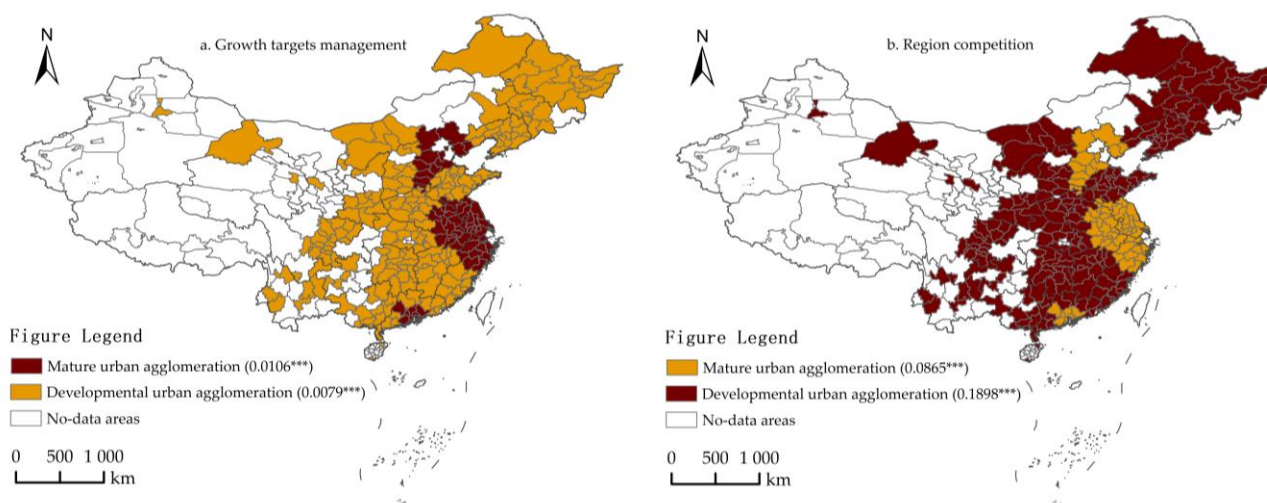 a. Growth targets management
N
Figure Legend
Mature urban agglomeration (0.0106***)
Developmental urban agglomeration (0.0079***)
No-data areas
0 500 1 000
km
b. Region competition
N
Figure Legend
Mature urban agglomeration (0.0865***)
Developmental urban agglomeration (0.1898***)
No-data areas
0 500 1 000
km